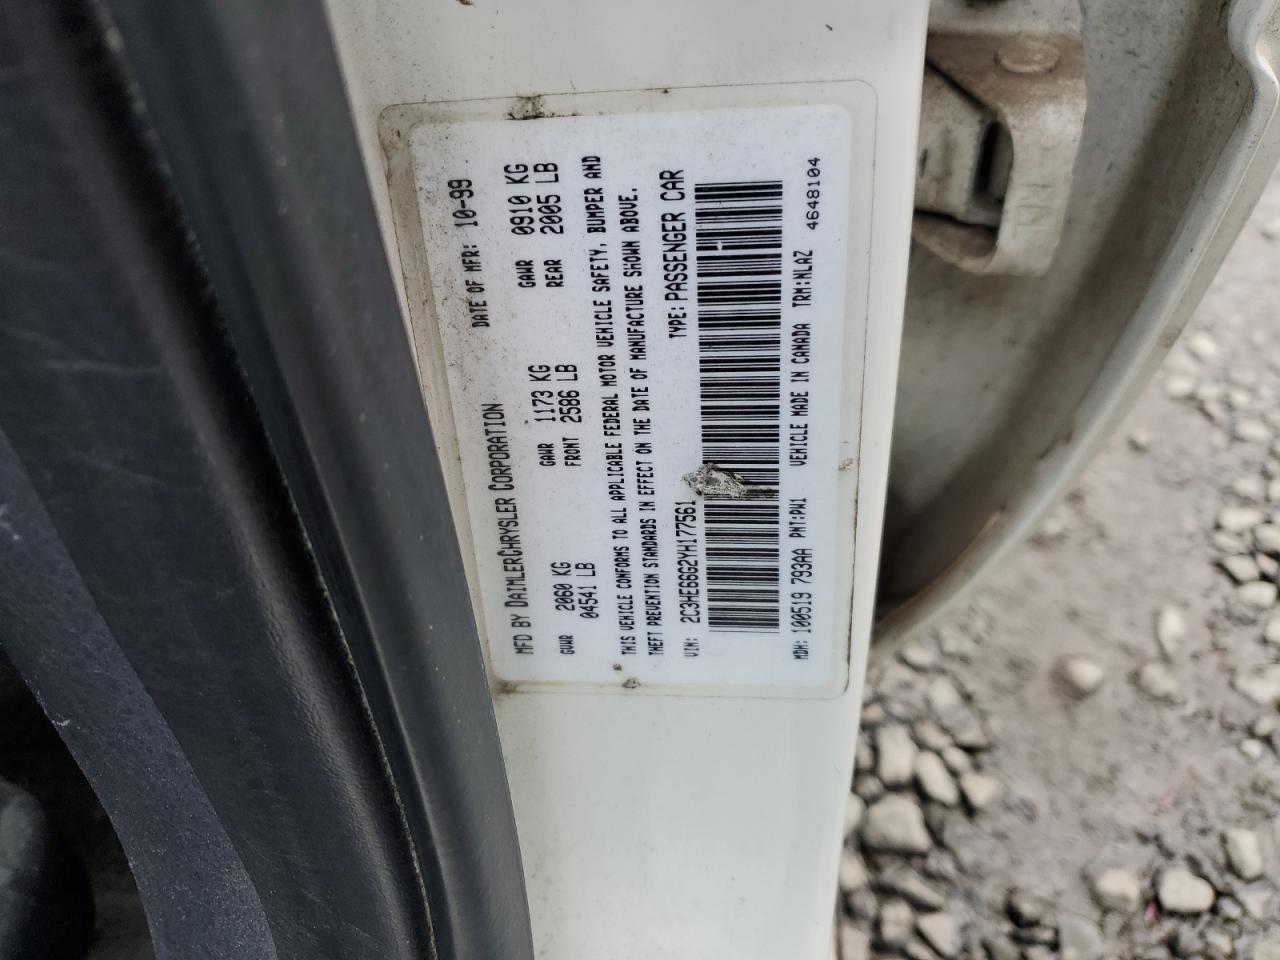 MFD BY DAIMLERCHRYSLER CORPORATION DATE OF MFR: 10-99
GVWR 2060 KG GAWR 1173 KG GAWR 0910 KG
04541 LB FRONT 2586 LB REAR 2005 LB
THIS VEHICLE CONFORMS TO ALL APPLICABLE FEDERAL MOTOR VEHICLE SAFETY, BUMPER AND
THEFT PREVENTION STANDARDS IN EFFECT ON THE DATE OF MANUFACTURE SHOWN ABOVE.
VIN: 2C3HE66G2YH177561 TYPE: PASSENGER CAR
MDH: 100519 793AA PNT:PW1 VEHICLE MADE IN CANADA TRM:NLAZ
4648104